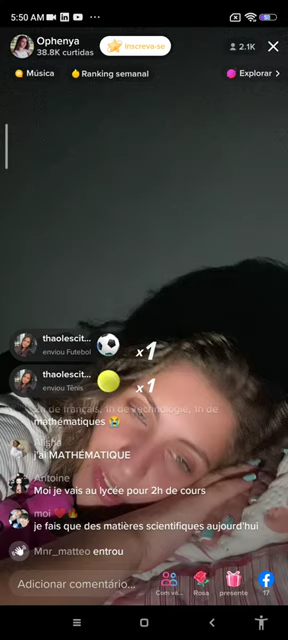 5:50 AM
Ophenya
38.8K curtidas
Inscreva-se
2.1K
Música
Ranking semanal
Explorar >
thaolescit...
enviou Futebol
x1
thaolescit...
enviou Tênis
x1
de français, 1h de technologie, 1h de
mathématiques 😭
j'ai MATHÉMATIQUE
Antoine
Moi je vais au lycée pour 2h de cours
moi ❤️
je fais que des matières scientifiques aujourd'hui
Mnr_matteo entrou
Adicionar comentário...
Com vo...
Rosa
presente
17